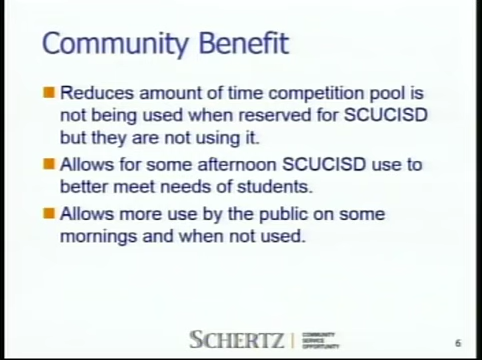 Community Benefit
Reduces amount of time competition pool is
not being used when reserved for SCUCISD
but they are not using it.
Allows for some afternoon SCUCISD use to
better meet needs of students.
Allows more use by the public on some
mornings and when not used.
SCHERTZ
COMMUNITY
SERVICE
OPPORTUNITY
6